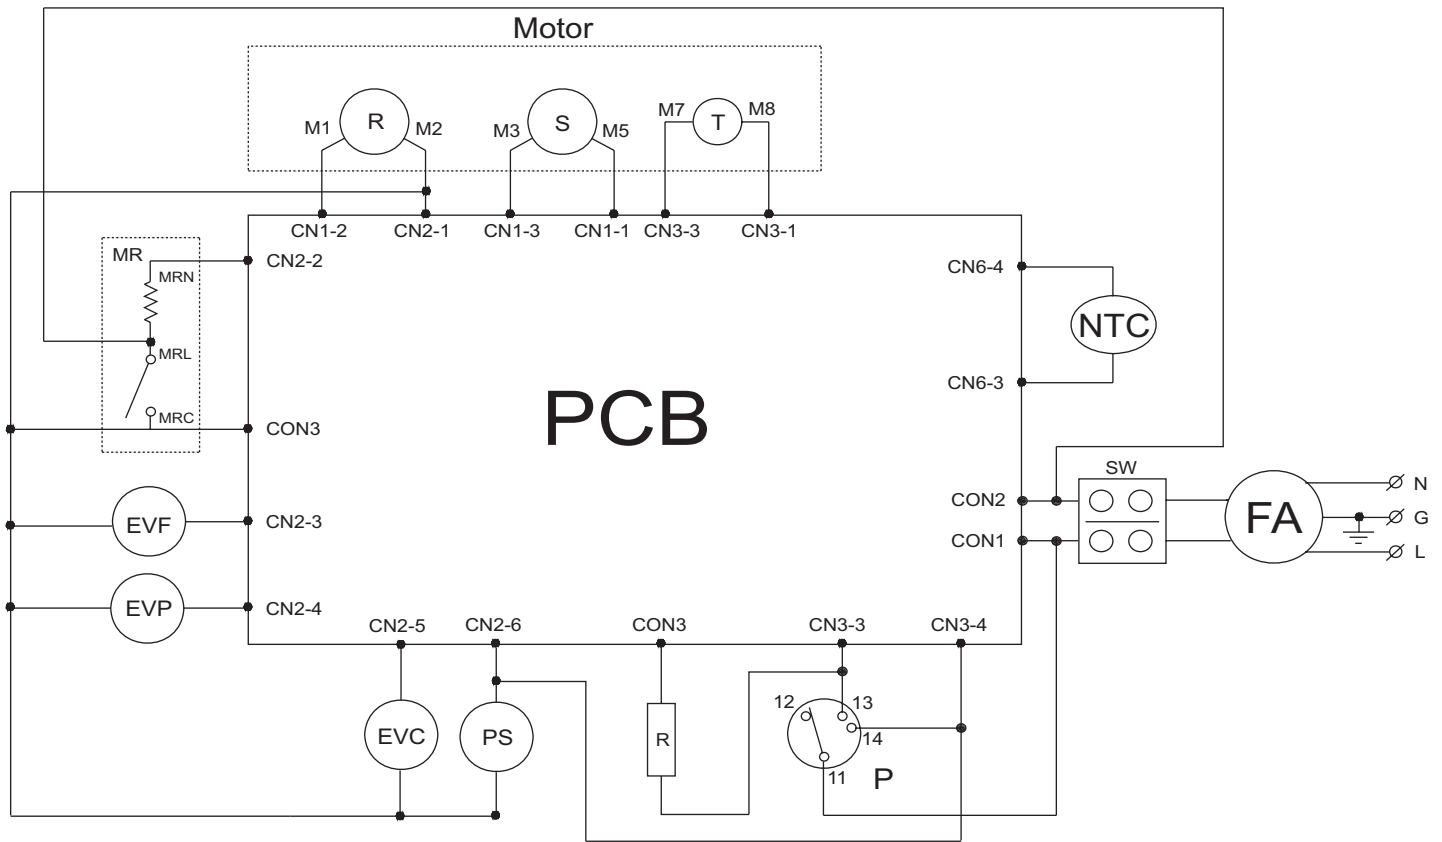 Motor
M1 R M2 M3 S M5 M7 T M8
CN1-2 CN2-1 CN1-3 CN1-1 CN3-3 CN3-1
MR
MRN
MRL
MRC
CN2-2
CON3
EVF CN2-3
EVP CN2-4
PCB
CN6-4
NTC
CN6-3
SW
CON2
CON1
FA
N
G
L
CN2-5 CN2-6 CON3 CN3-3 CN3-4
EVC PS R
12 13
14
11 P